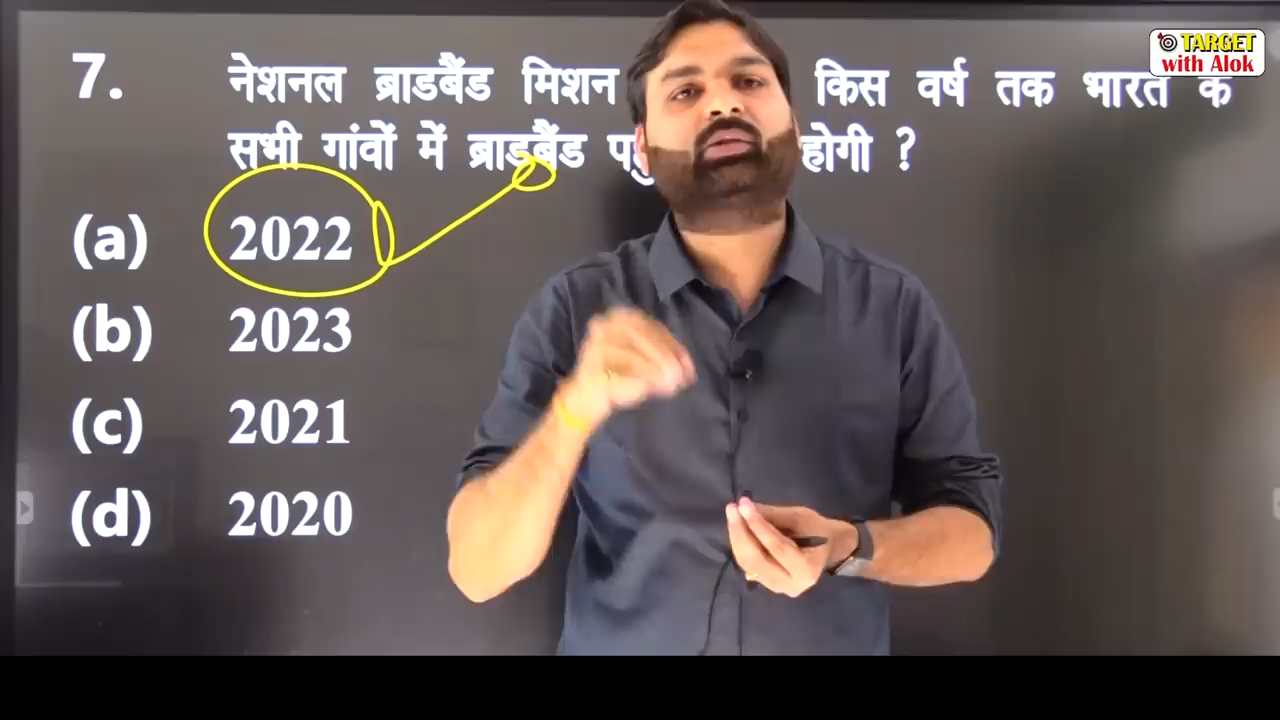 TARGET
with Alok
7. नेशनल ब्राडबैंड मिशन किस वर्ष तक भारत के
सभी गांवों में ब्राडबैंड होगी ?
(a) 2022
(b) 2023
(c) 2021
(d) 2020